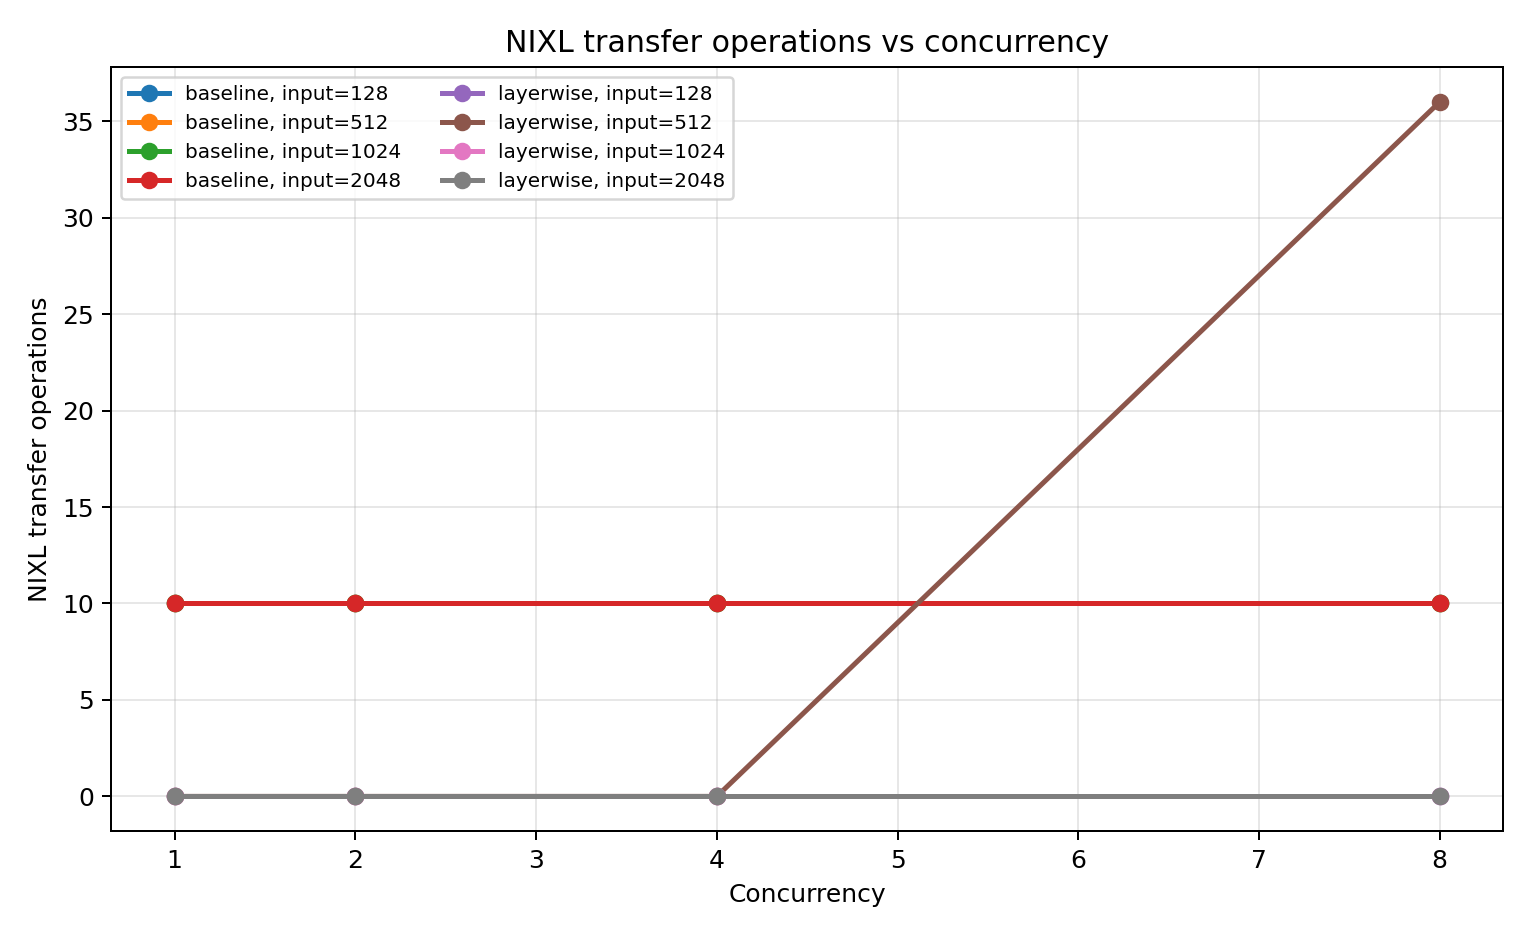 NIXL transfer operations vs concurrency
baseline, input=128
baseline, input=512
baseline, input=1024
baseline, input=2048
layerwise, input=128
layerwise, input=512
layerwise, input=1024
layerwise, input=2048
NIXL transfer operations
35
30
25
20
15
10
5
0
1 2 3 4 5 6 7 8
Concurrency